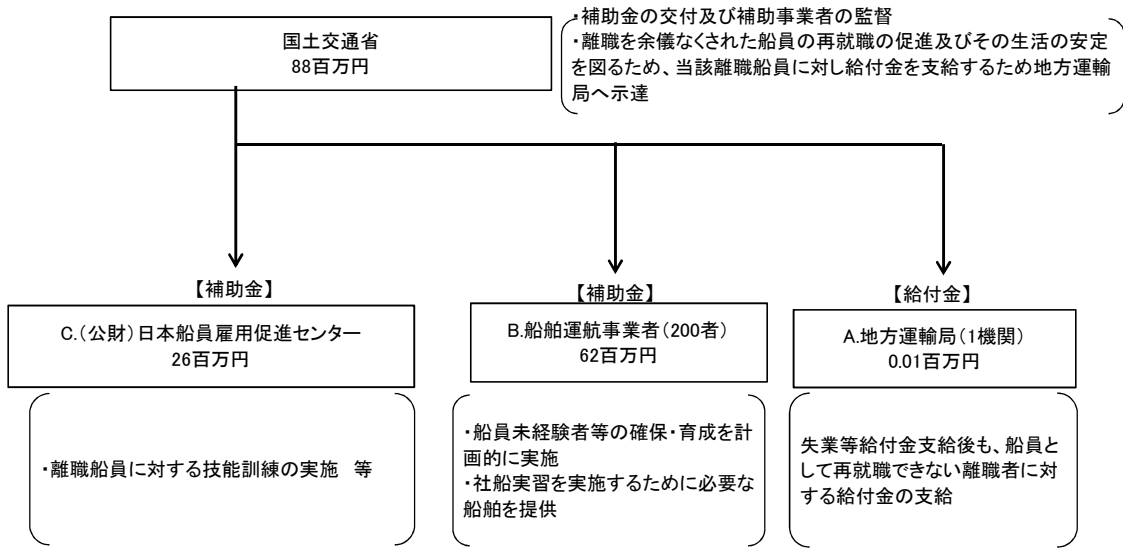 国土交通省
88百万円
・補助金の交付及び補助事業者の監督
・離職を余儀なくされた船員の再就職の促進及びその生活の安定
を図るため、当該離職船員に対し給付金を支給するため地方運輸
局へ示達
【補助金】
C.(公財)日本船員雇用促進センター
26百万円
・離職船員に対する技能訓練の実施　等
【補助金】
B.船舶運航事業者(200者)
62百万円
・船員未経験者等の確保・育成を計
画的に実施
・社船実習を実施するために必要な
船舶を提供
【給付金】
A.地方運輸局(1機関)
0.01百万円
失業等給付金支給後も、船員と
して再就職できない離職者に対
する給付金の支給